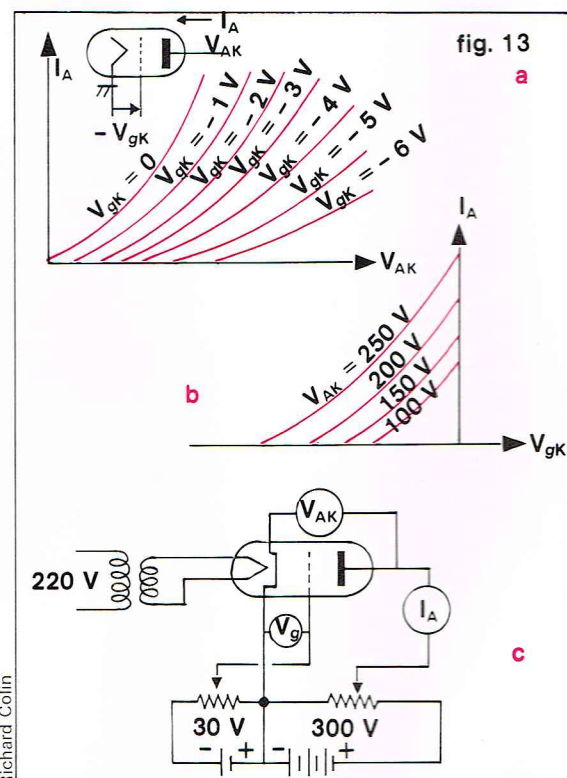 fig. 13
a
I_A
I_A
V_AK
– V_gK
V_gK = 0
V_gK = – 1 V
V_gK = – 2 V
V_gK = – 3 V
V_gK = – 4 V
V_gK = – 5 V
V_gK = – 6 V
V_AK
b
I_A
V_AK = 250 V
200 V
150 V
100 V
V_gK
c
220 V
V_AK
V_g
I_A
30 V
300 V
– +
– +
Richard Colin